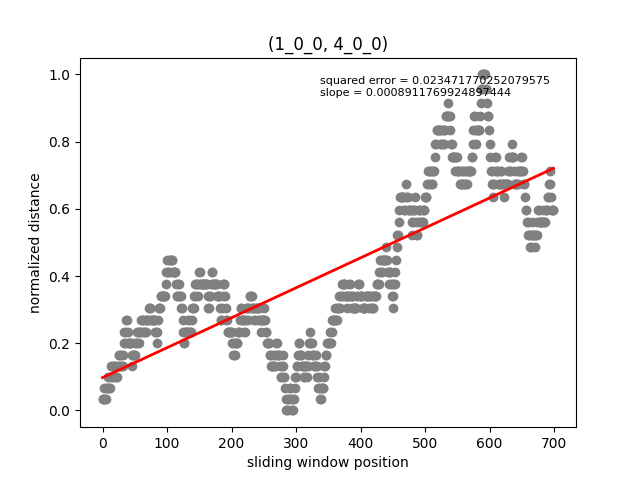 (1_0_0, 4_0_0)
squared error = 0.023471770252079575
slope = 0.0008911769924897444
normalized distance
1.0
0.8
0.6
0.4
0.2
0.0
0 100 200 300 400 500 600 700
sliding window position